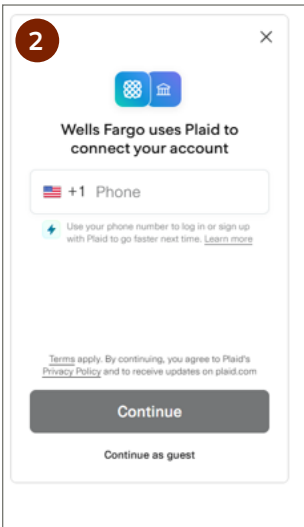 2
Wells Fargo uses Plaid to
connect your account
+1 Phone
Use your phone number to log in or sign up
with Plaid to go faster next time. Learn more
Terms apply. By continuing, you agree to Plaid's
Privacy Policy and to receive updates on plaid.com
Continue
Continue as guest